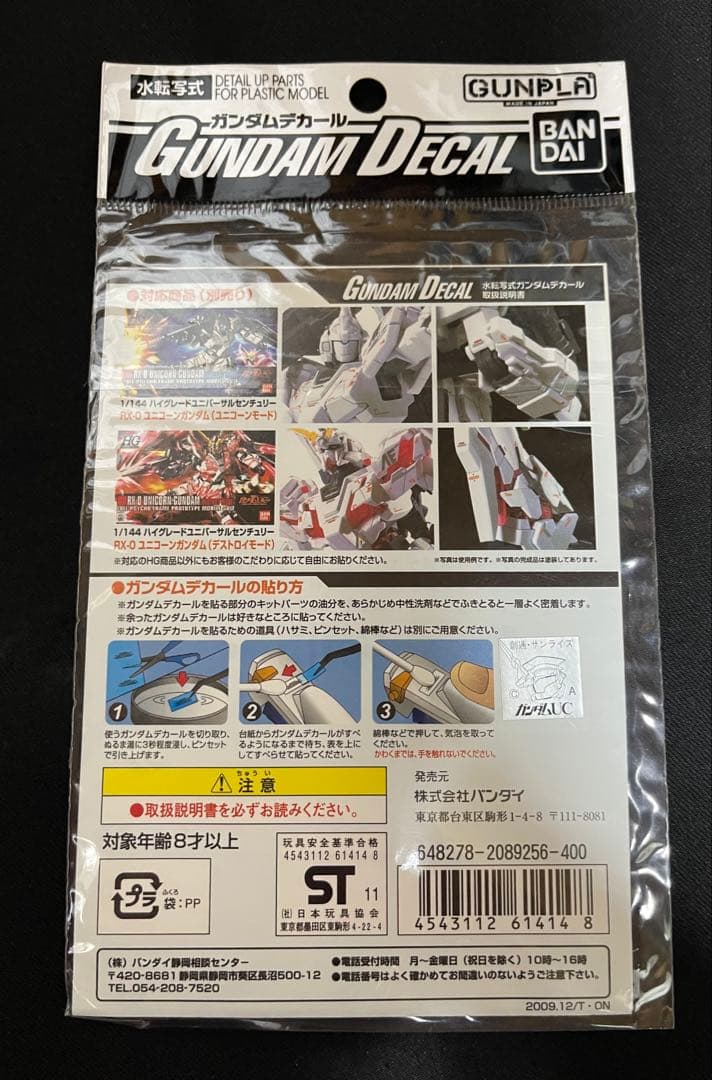 水転写式
DETAIL UP PARTS
FOR PLASTIC MODEL
GUNPLA
MADE IN JAPAN
ガンダムデカール
GUNDAM DECAL
BAN
DAI
●対応商品(別売り)
GUNDAM DECAL
水転写式ガンダムデカール
取扱説明書
RX-0 UNICORN GUNDAM
1/144 ハイグレードユニバーサルセンチュリー
RX-0 ユニコーンガンダム(ユニコーンモード)
HG
RX-0 UNICORN GUNDAM
1/144 ハイグレードユニバーサルセンチュリー
RX-0 ユニコーンガンダム(デストロイモード)
※対応のHG商品以外にもお客様のこだわりに応じて自由にお貼りください。
※写真は使用例です。 ※写真の完成品は塗装してあります。
●ガンダムデカールの貼り方
※ガンダムデカールを貼る部分のキットパーツの油分を、あらかじめ中性洗剤などでふきとると一層よく密着します。
※余ったガンダムデカールは好きなところに貼ってください。
※ガンダムデカールを貼るための道具(ハサミ、ピンセット、綿棒など)は別にご用意ください。
1
2
3
使うガンダムデカールを切り取り、
ぬるま湯に3秒程度浸し、ピンセット
で引き上げます。
台紙からガンダムデカールがすべ
るようになるまで待ち、表を上に
してすべらせて貼ってください。
綿棒などで押して、気泡を取って
ください。
かわくまでは、手を触れないでください。
創通・サンライズ
C A
ガンダムUC
ちゅう い
注意
●取扱説明書を必ずお読みください。
発売元
株式会社バンダイ
東京都台東区駒形1-4-8 〒111-8081
対象年齢8才以上
プラ
ふくろ
袋:PP
玩具安全基準合格
4543112 61414 8
ST 11
(社)日本玩具協会
東京都墨田区東駒形4-22-4
648278-2089256-400
4543112 614148
(株) バンダイ静岡相談センター
〒420-8681 静岡県静岡市葵区長沼500-12
TEL.054-208-7520
●電話受付時間 月~金曜日(祝日を除く)10時~16時
●電話番号はよく確かめてお間違いのないようご注意下さい。
2009.12/T・ON